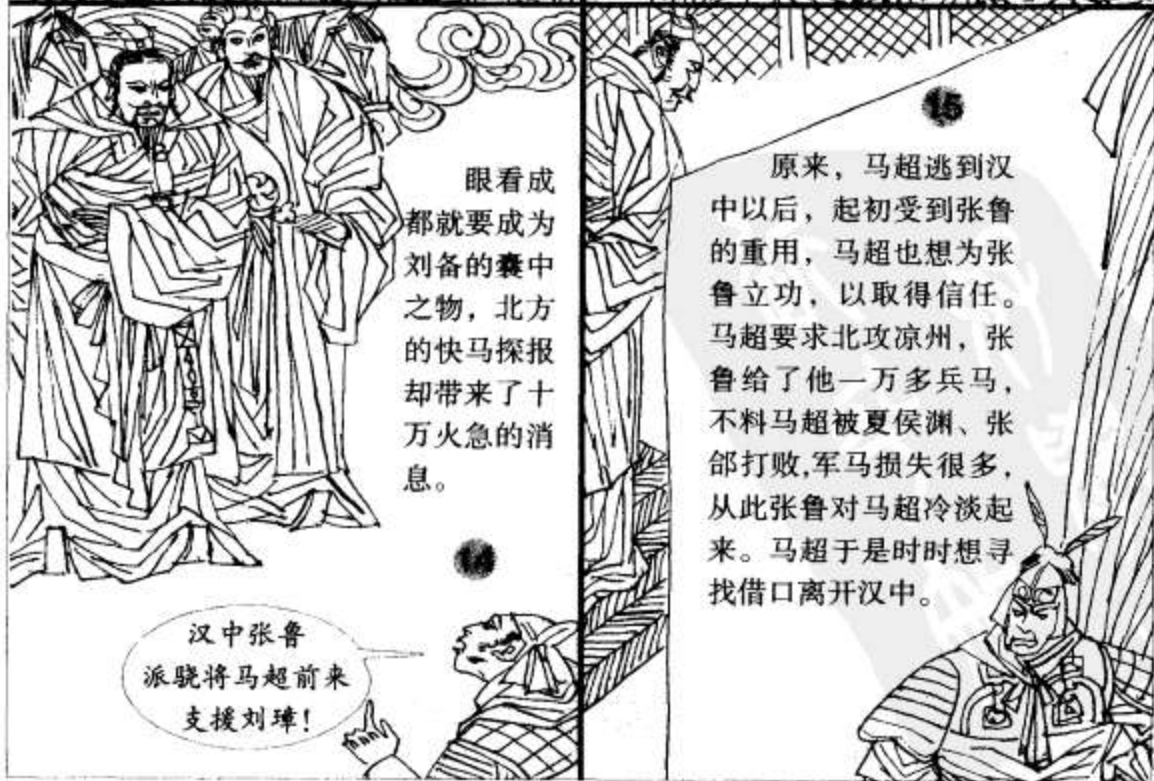 眼看成
都就要成为
刘备的囊中
之物，北方
的快马探报
却带来了十
万火急的消
息。
14
汉中张鲁
派骁将马超前来
支援刘璋！
15
原来，马超逃到汉
中以后，起初受到张鲁
的重用，马超也想为张
鲁立功，以取得信任。
马超要求北攻凉州，张
鲁给了他一万多兵马，
不料马超被夏侯渊、张
郃打败，军马损失很多，
从此张鲁对马超冷淡起
来。马超于是时时想寻
找借口离开汉中。